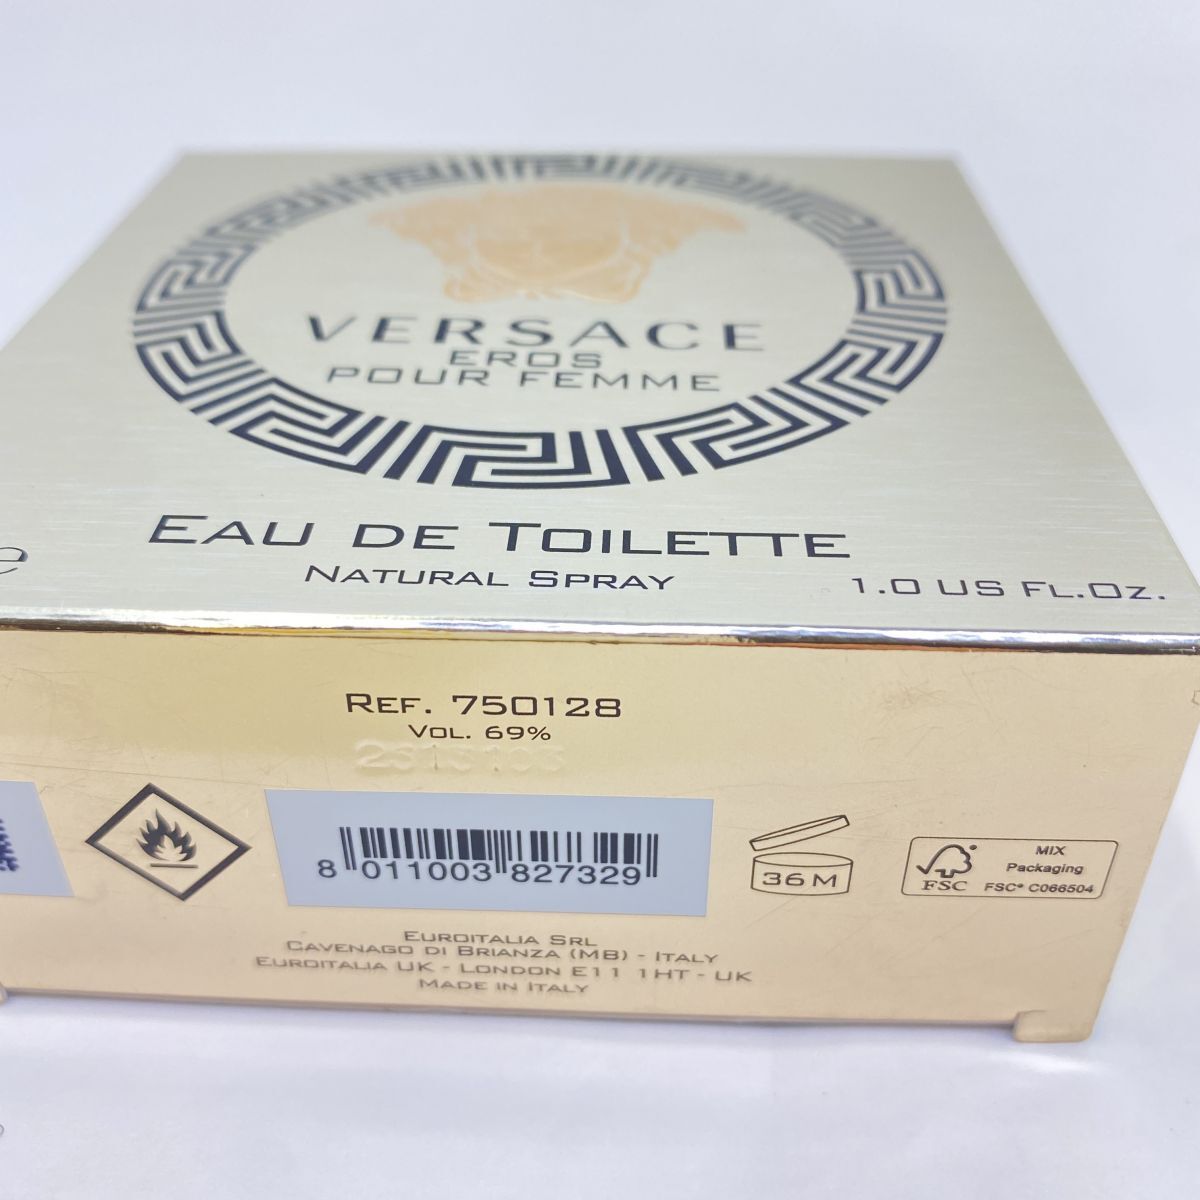 VERSACE
EROS
POUR FEMME
EAU DE TOILETTE
NATURAL SPRAY
1.0 US FL.OZ.
REF. 750128
VOL. 69%
8 011003 827329
36 M
MIX
Packaging
FSC FSC® C066504
EUROITALIA SRL
CAVENAGO DI BRIANZA (MB) - ITALY
EUROITALIA UK - LONDON E11 1HT - UK
MADE IN ITALY